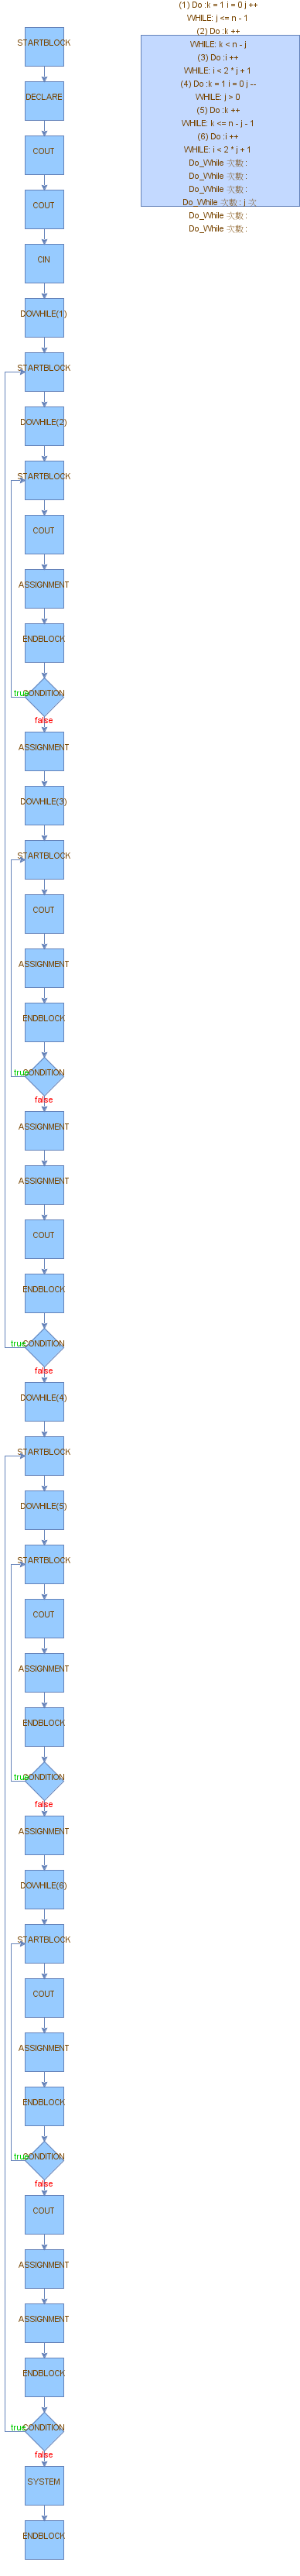 (1) Do :k = 1 i = 0 j ++
WHILE: j <= n - 1
(2) Do :k ++
WHILE: k < n - j
(3) Do :i ++
WHILE: i < 2 * j + 1
(4) Do :k = 1 i = 0 j --
WHILE: j > 0
(5) Do :k ++
WHILE: k <= n - j - 1
(6) Do :i ++
WHILE: i < 2 * j + 1
Do_While 次數 :
Do_While 次數 :
Do_While 次數 :
Do_While 次數 : j 次
Do_While 次數 :
Do_While 次數 :
STARTBLOCK
DECLARE
COUT
COUT
CIN
DOWHILE(1)
STARTBLOCK
DOWHILE(2)
STARTBLOCK
COUT
ASSIGNMENT
ENDBLOCK
true CONDITION
false
ASSIGNMENT
DOWHILE(3)
STARTBLOCK
COUT
ASSIGNMENT
ENDBLOCK
true CONDITION
false
ASSIGNMENT
ASSIGNMENT
COUT
ENDBLOCK
true CONDITION
false
DOWHILE(4)
STARTBLOCK
DOWHILE(5)
STARTBLOCK
COUT
ASSIGNMENT
ENDBLOCK
true CONDITION
false
ASSIGNMENT
DOWHILE(6)
STARTBLOCK
COUT
ASSIGNMENT
ENDBLOCK
true CONDITION
false
COUT
ASSIGNMENT
ASSIGNMENT
ENDBLOCK
true CONDITION
false
SYSTEM
ENDBLOCK